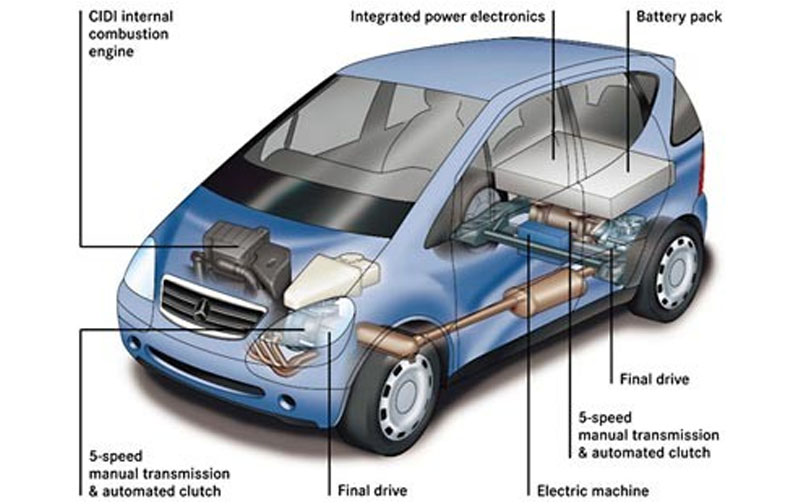 CIDI internal
combustion
engine
Integrated power electronics
Battery pack
Final drive
5-speed
manual transmission
& automated clutch
5-speed
manual transmission
& automated clutch
Final drive
Electric machine